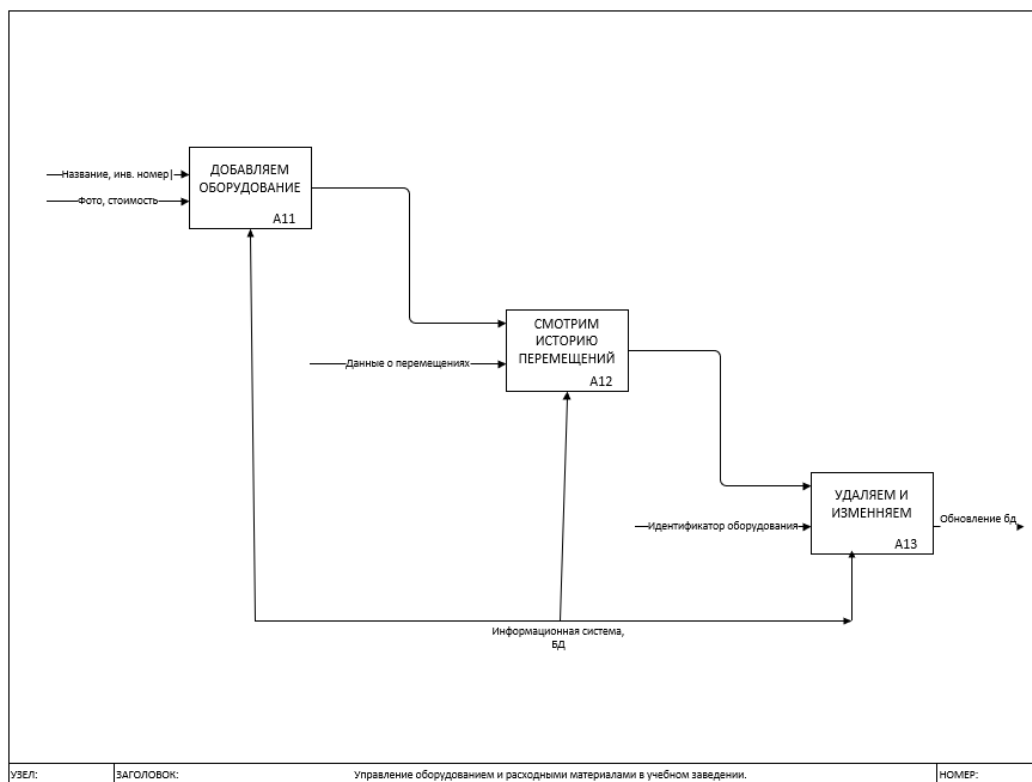 ДОБАВЛЯЕМ
ОБОРУДОВАНИЕ
A11
Название, инв. номер|
Фото, стоимость
СМОТРИМ
ИСТОРИЮ
ПЕРЕМЕЩЕНИЙ
A12
Данные о перемещениях
УДАЛЯЕМ И
ИЗМЕННЯЕМ
A13
Идентификатор оборудования
Обновление бд
Информационная система,
БД
УЗЕЛ:
ЗАГОЛОВОК:
Управление оборудованием и расходными материалами в учебном заведении.
НОМЕР: